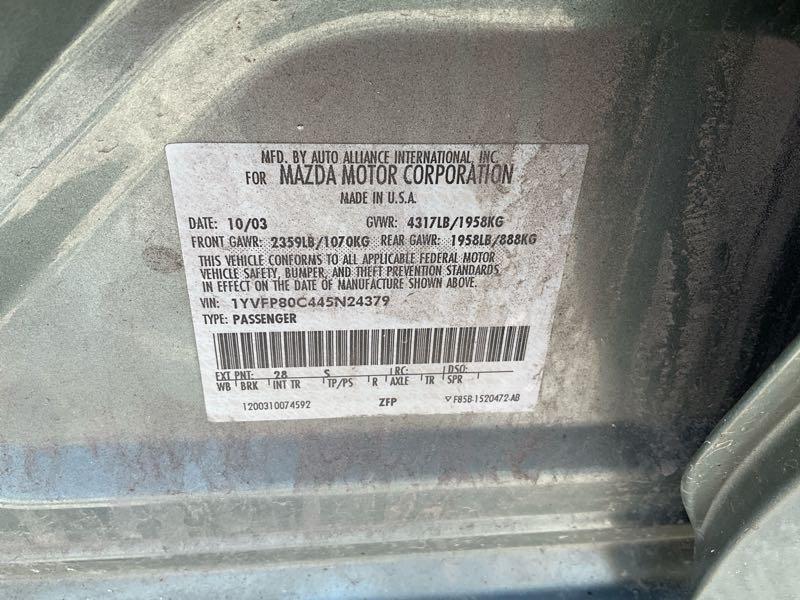 MFD. BY AUTO ALLIANCE INTERNATIONAL, INC.
FOR MAZDA MOTOR CORPORATION
MADE IN U.S.A.
DATE: 10/03 GVWR: 4317LB/1958KG
FRONT GAWR: 2359LB/1070KG REAR GAWR: 1958LB/888KG
THIS VEHICLE CONFORMS TO ALL APPLICABLE FEDERAL MOTOR
VEHICLE SAFETY, BUMPER, AND THEFT PREVENTION STANDARDS
IN EFFECT ON THE DATE OF MANUFACTURE SHOWN ABOVE.
VIN: 1YVFP80C445N24379
TYPE: PASSENGER
EXT PNT: 28 S RC: DSO:
WB BRK INT TR TP/PS R AXLE TR SPR
1200310074592 ZFP F85B-1520472-AB